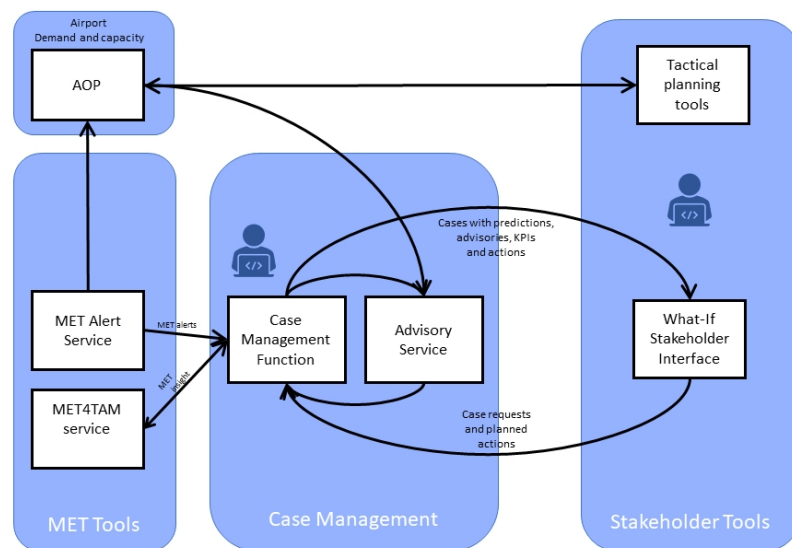 Airport
Demand and capacity
AOP
Tactical
planning
tools
Cases with predictions,
advisories, KPIs
and actions
MET Alert
Service
MET alerts
Case
Management
Function
Advisory
Service
What-If
Stakeholder
Interface
MET
insight
MET4TAM
service
Case requests
and planned
actions
MET Tools
Case Management
Stakeholder Tools